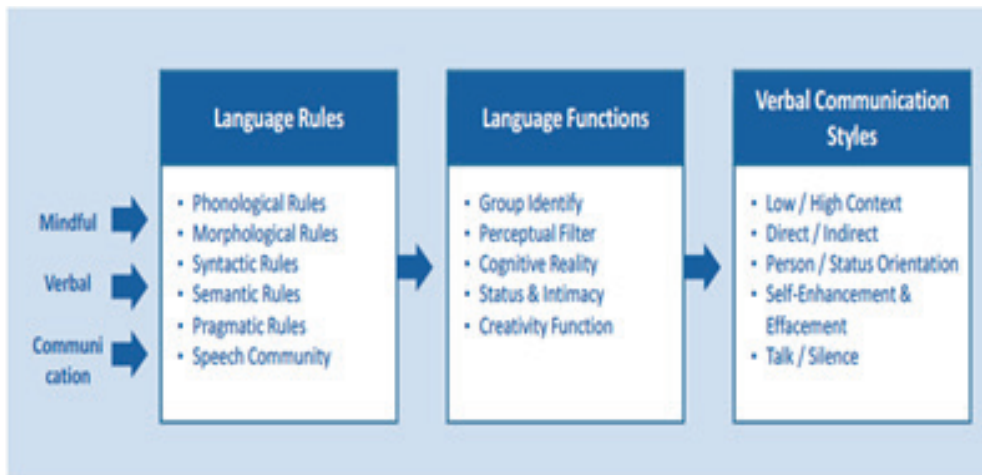 Mindful
Verbal
Communi
cation
Language Rules
• Phonological Rules
• Morphological Rules
• Syntactic Rules
• Semantic Rules
• Pragmatic Rules
• Speech Community
Language Functions
• Group Identify
• Perceptual Filter
• Cognitive Reality
• Status & Intimacy
• Creativity Function
Verbal Communication
Styles
• Low / High Context
• Direct / Indirect
• Person / Status Orientation
• Self-Enhancement &
Effacement
• Talk / Silence